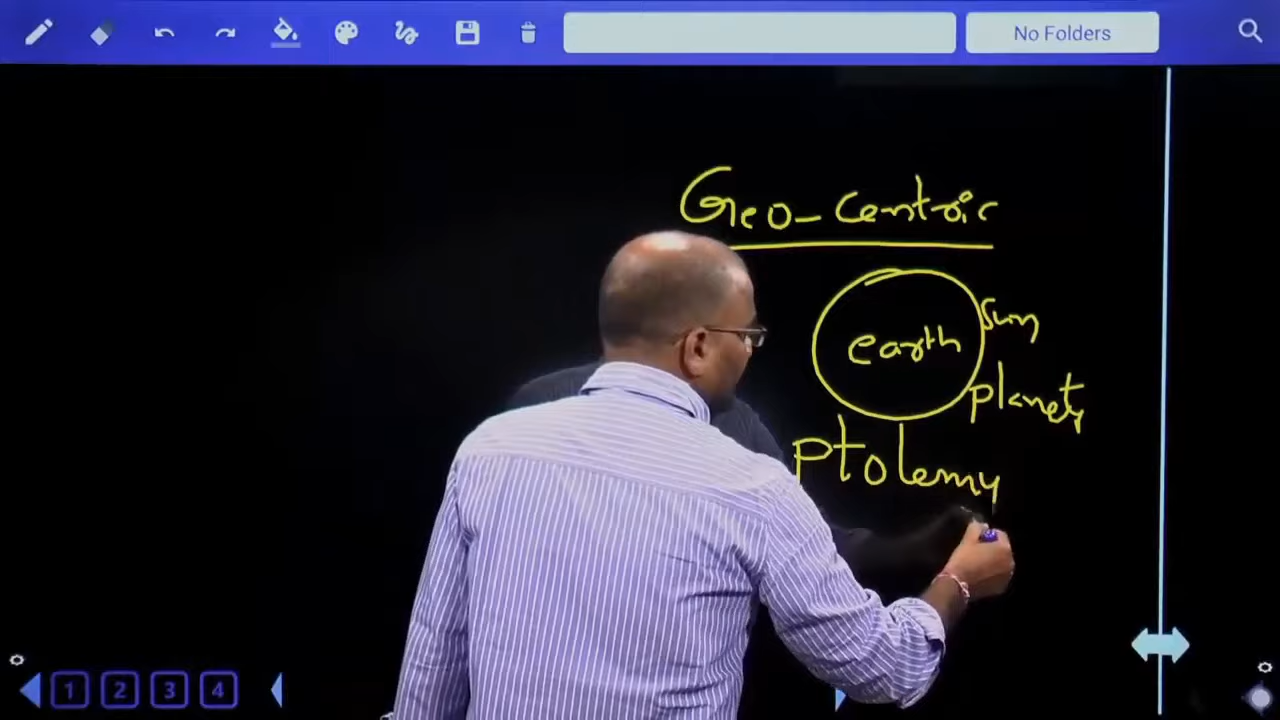 No Folders
Geo-centric
earth
sun
planets
ptolemy
1 2 3 4